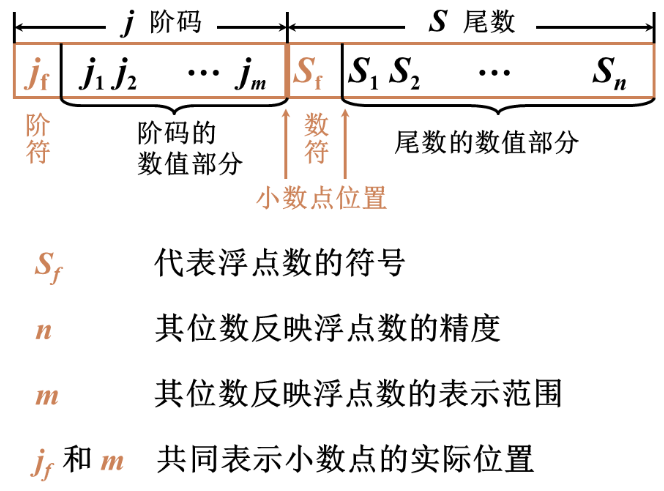 j 阶码 S 尾数
j_f j_1 j_2 ⋯ j_m S_f S_1 S_2 ⋯ S_n
阶符 阶码的数值部分 数符 尾数的数值部分
小数点位置
S_f 代表浮点数的符号
n 其位数反映浮点数的精度
m 其位数反映浮点数的表示范围
j_f 和 m 共同表示小数点的实际位置